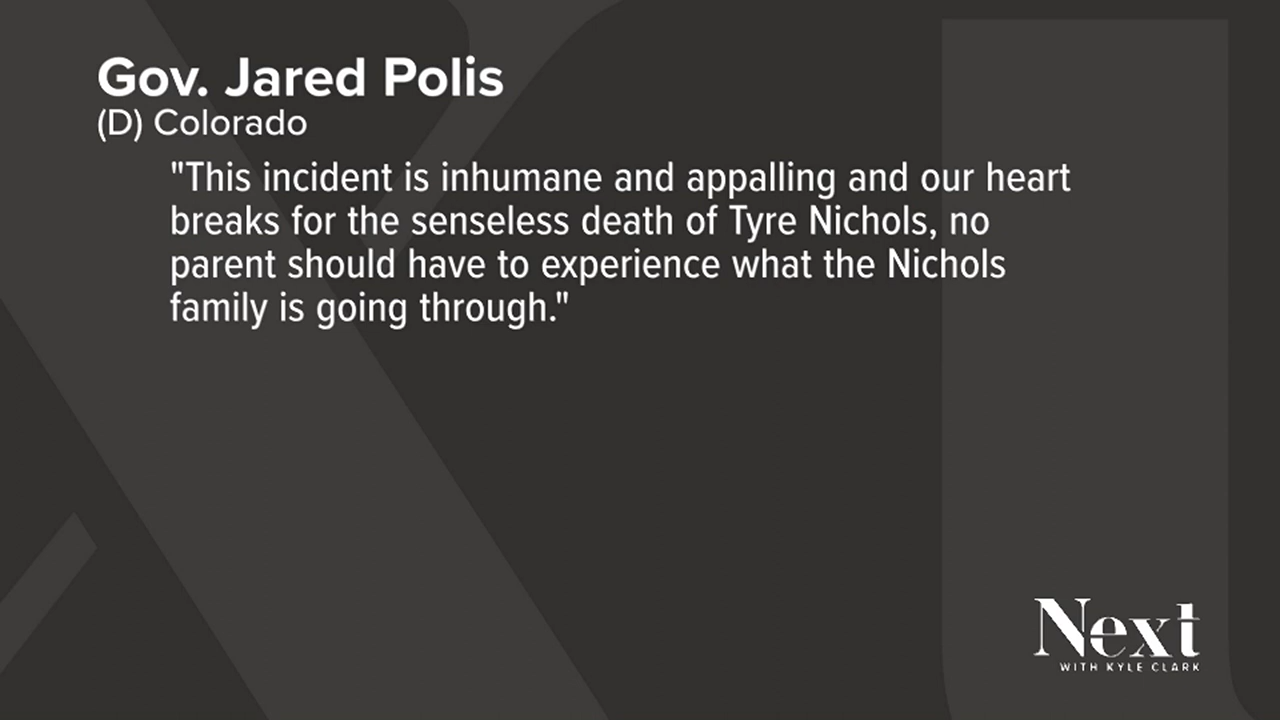 Gov. Jared Polis
(D) Colorado
"This incident is inhumane and appalling and our heart
breaks for the senseless death of Tyre Nichols, no
parent should have to experience what the Nichols
family is going through."
Next
WITH KYLE CLARK